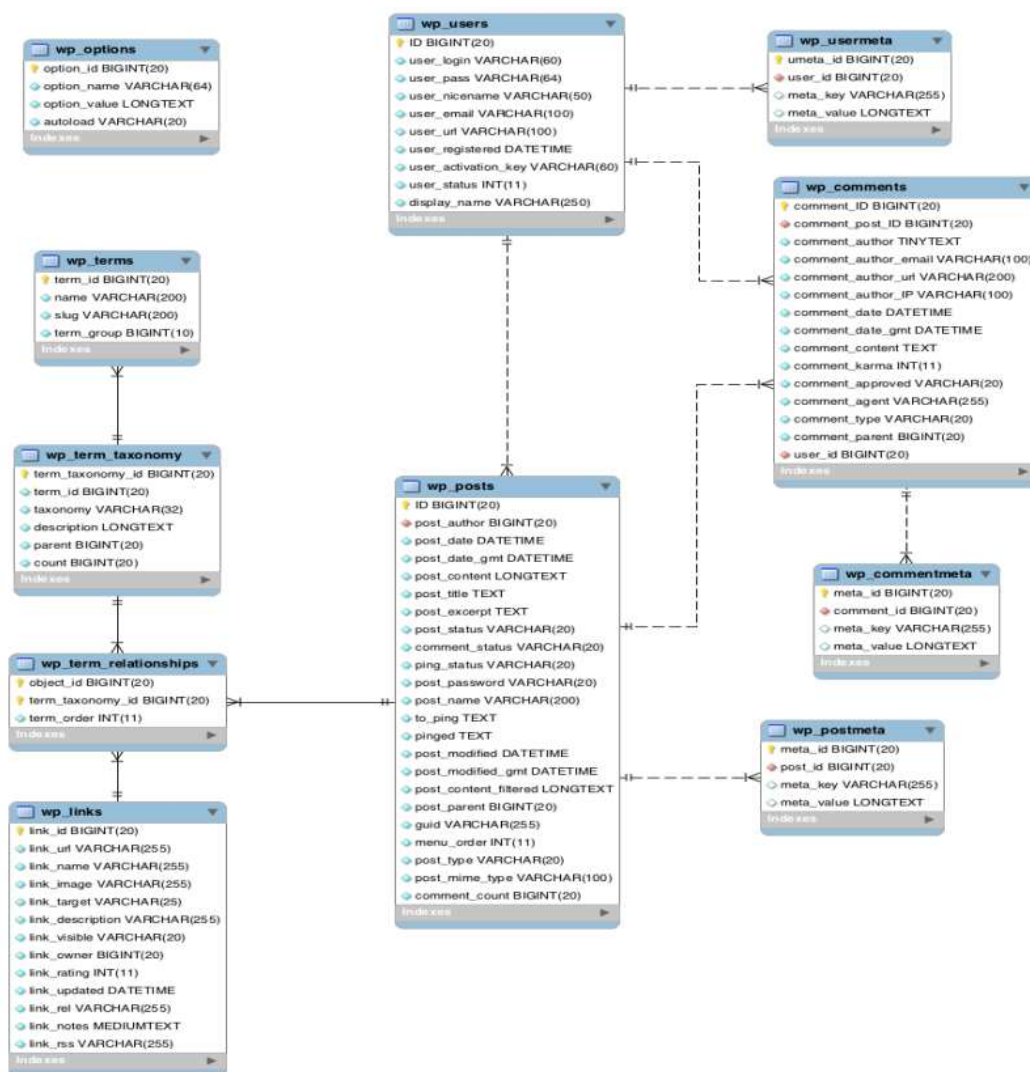 wp_options
option_id BIGINT(20)
option_name VARCHAR(64)
option_value LONGTEXT
autoload VARCHAR(20)
Indexes
wp_users
ID BIGINT(20)
user_login VARCHAR(60)
user_pass VARCHAR(64)
user_nicename VARCHAR(50)
user_email VARCHAR(100)
user_url VARCHAR(100)
user_registered DATETIME
user_activation_key VARCHAR(60)
user_status INT(11)
display_name VARCHAR(250)
Indexes
wp_usermeta
umeta_id BIGINT(20)
user_id BIGINT(20)
meta_key VARCHAR(255)
meta_value LONGTEXT
Indexes
wp_comments
comment_ID BIGINT(20)
comment_post_ID BIGINT(20)
comment_author TINYTEXT
comment_author_email VARCHAR(100)
comment_author_url VARCHAR(200)
comment_author_IP VARCHAR(100)
comment_date DATETIME
comment_date_gmt DATETIME
comment_content TEXT
comment_karma INT(11)
comment_approved VARCHAR(20)
comment_agent VARCHAR(255)
comment_type VARCHAR(20)
comment_parent BIGINT(20)
user_id BIGINT(20)
Indexes
wp_terms
term_id BIGINT(20)
name VARCHAR(200)
slug VARCHAR(200)
term_group BIGINT(10)
Indexes
wp_term_taxonomy
term_taxonomy_id BIGINT(20)
term_id BIGINT(20)
taxonomy VARCHAR(32)
description LONGTEXT
parent BIGINT(20)
count BIGINT(20)
Indexes
wp_posts
ID BIGINT(20)
post_author BIGINT(20)
post_date DATETIME
post_date_gmt DATETIME
post_content LONGTEXT
post_title TEXT
post_excerpt TEXT
post_status VARCHAR(20)
comment_status VARCHAR(20)
ping_status VARCHAR(20)
post_password VARCHAR(20)
post_name VARCHAR(200)
to_ping TEXT
pinged TEXT
post_modified DATETIME
post_modified_gmt DATETIME
post_content_filtered LONGTEXT
post_parent BIGINT(20)
guid VARCHAR(255)
menu_order INT(11)
post_type VARCHAR(20)
post_mime_type VARCHAR(100)
comment_count BIGINT(20)
Indexes
wp_commentmeta
meta_id BIGINT(20)
comment_id BIGINT(20)
meta_key VARCHAR(255)
meta_value LONGTEXT
Indexes
wp_term_relationships
object_id BIGINT(20)
term_taxonomy_id BIGINT(20)
term_order INT(11)
Indexes
wp_postmeta
meta_id BIGINT(20)
post_id BIGINT(20)
meta_key VARCHAR(255)
meta_value LONGTEXT
Indexes
wp_links
link_id BIGINT(20)
link_url VARCHAR(255)
link_name VARCHAR(255)
link_image VARCHAR(255)
link_target VARCHAR(25)
link_description VARCHAR(255)
link_visible VARCHAR(20)
link_owner BIGINT(20)
link_rating INT(11)
link_updated DATETIME
link_rel VARCHAR(255)
link_notes MEDIUMTEXT
link_rss VARCHAR(255)
Indexes